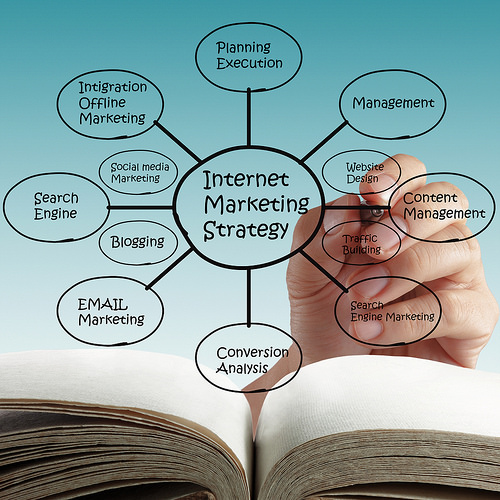 Planning
Execution
Intigration
Offline
Marketing
Management
Social media
Marketing
Website
Design
Search
Engine
Internet
Marketing
Strategy
Content
Management
Blogging
Traffic
Building
EMAIL
Marketing
Search
Engine Marketing
Conversion
Analysis